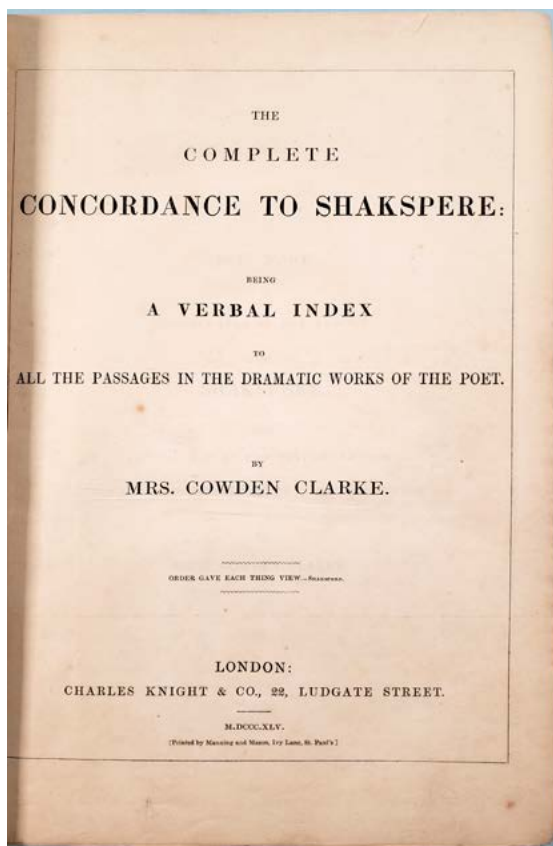 THE
COMPLETE
CONCORDANCE TO SHAKSPERE:
BEING
A VERBAL INDEX
TO
ALL THE PASSAGES IN THE DRAMATIC WORKS OF THE POET.
BY
MRS. COWDEN CLARKE.
ORDER GAVE EACH THING VIEW.—Shakspere.
LONDON:
CHARLES KNIGHT & CO., 22, LUDGATE STREET.
M.DCCC.XLV.
[Printed by Manning and Mason, Ivy Lane, St. Paul's]